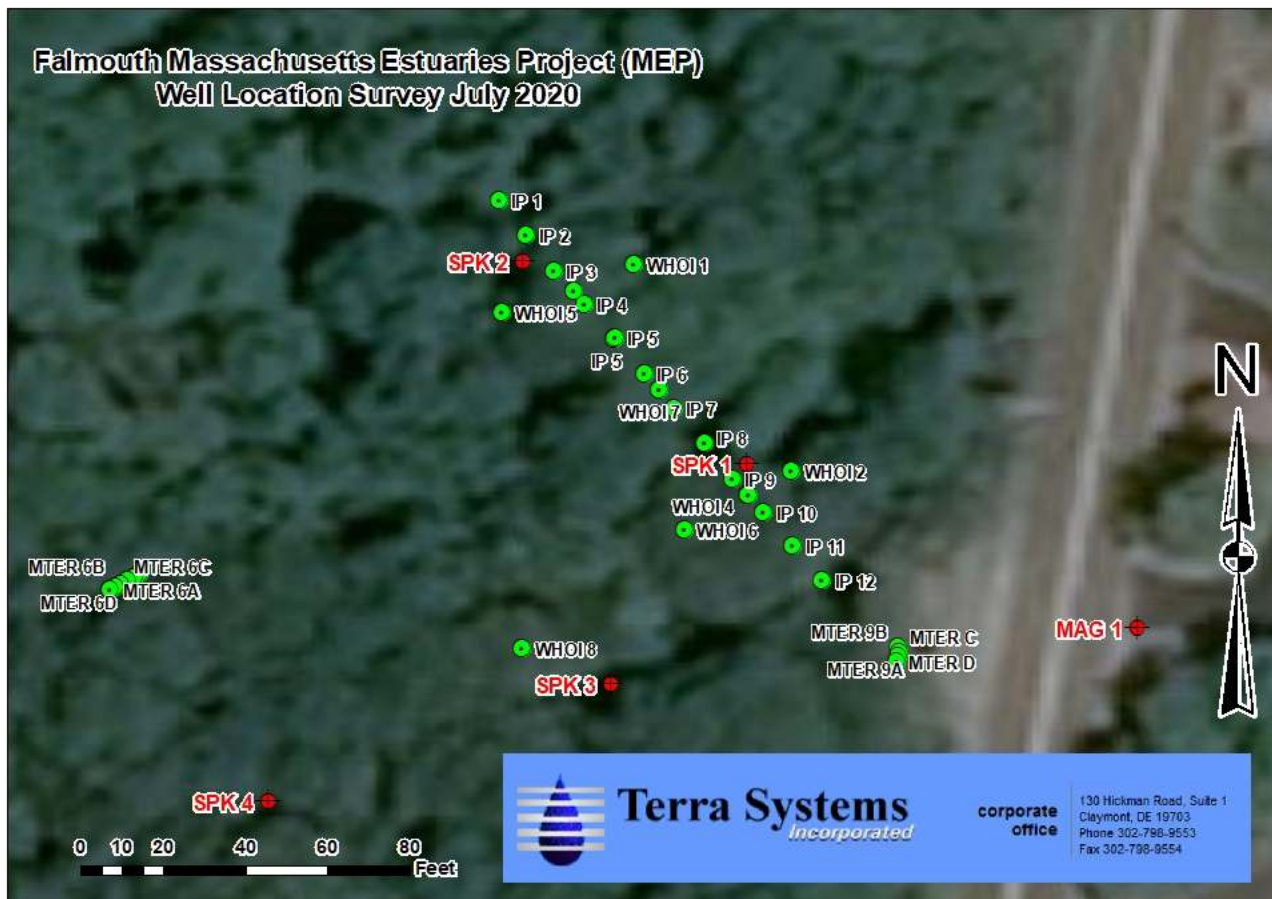 Falmouth Massachusetts Estuaries Project (MEP)
Well Location Survey July 2020
IP 1
IP 2
SPK 2
IP 3
WHOI 1
IP 4
WHOI 5
IP 5
IP 5
IP 6
WHOI 7
IP 7
IP 8
SPK 1
WHOI 2
IP 9
WHOI 4
IP 10
WHOI 6
IP 11
IP 12
N
MTER 6B
MTER 6C
MTER 6A
MTER 6D
MTER 9B
MTER C
MTER 9A
MTER D
MAG 1
WHOI 8
SPK 3
SPK 4
0 10 20 40 60 80
Feet
Terra Systems
Incorporated
corporate
office
130 Hickman Road, Suite 1
Claymont, DE 19703
Phone 302-798-9553
Fax 302-798-9554